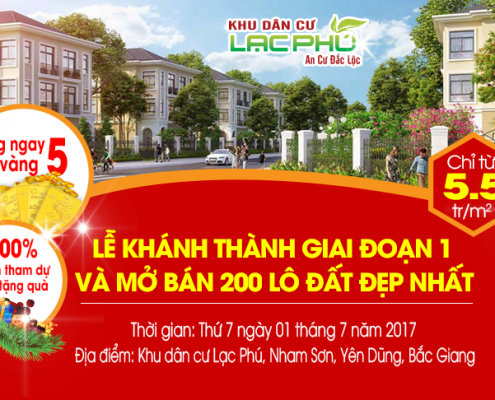 KHU DÂN CƯ
LẠC PHÚ
An Cư Đắc Lộc
ngay
vàng 5
Chỉ từ
5.5
tr/m²
00%
tham dự
tặng quà
LỄ KHÁNH THÀNH GIAI ĐOẠN 1
VÀ MỞ BÁN 200 LÔ ĐẤT ĐẸP NHẤT
Thời gian: Thứ 7 ngày 01 tháng 7 năm 2017
Địa điểm: Khu dân cư Lạc Phú, Nham Sơn, Yên Dũng, Bắc Giang